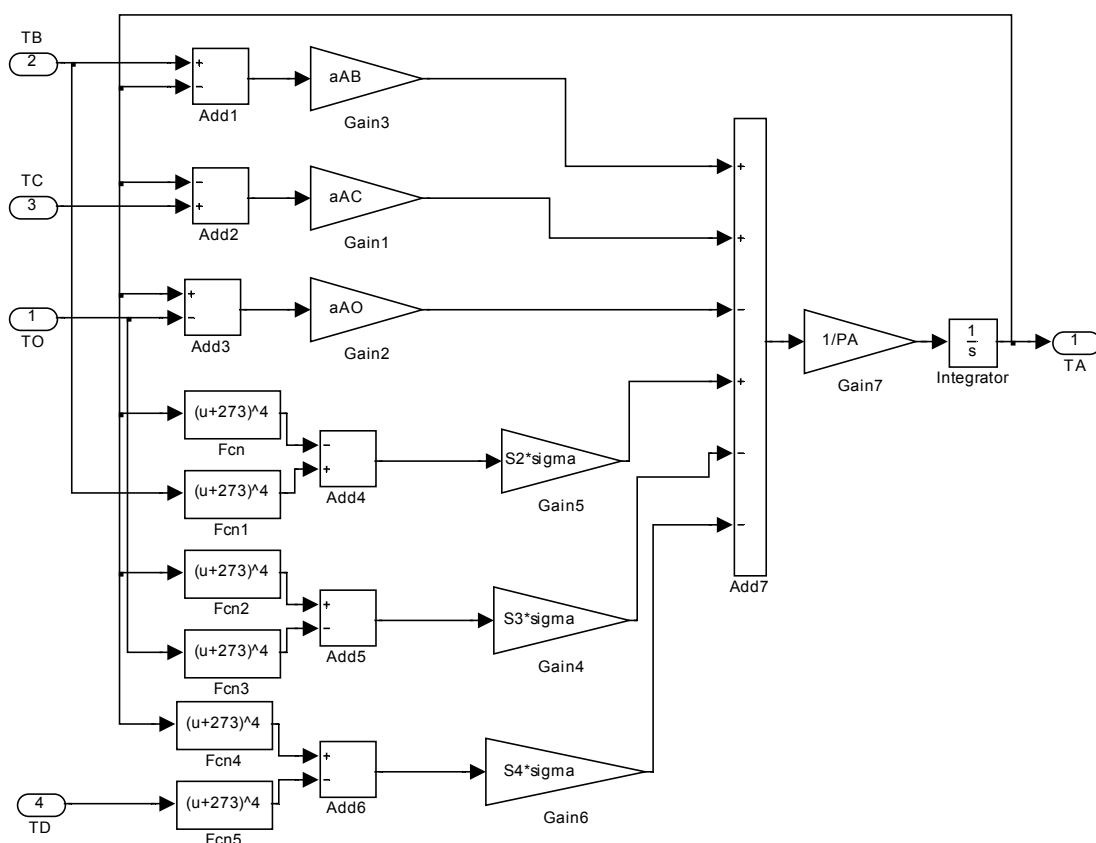 TB
2
+
−
Add1
aAB
Gain3
TC
3
−
+
Add2
aAC
Gain1
1
TO
+
−
Add3
aAO
Gain2
(u+273)^4
Fcn
(u+273)^4
Fcn1
−
+
Add4
S2*sigma
Gain5
(u+273)^4
Fcn2
(u+273)^4
Fcn3
+
−
Add5
S3*sigma
Gain4
(u+273)^4
Fcn4
4
TD
(u+273)^4
Fcn5
+
−
Add6
S4*sigma
Gain6
+
+
−
+
−
−
Add7
1/PA
Gain7
1
s
Integrator
1
TA